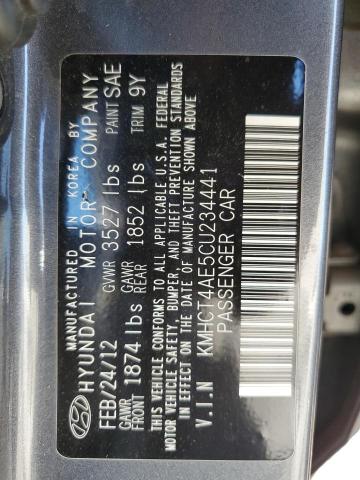 MANUFACTURED IN KOREA BY
HYUNDAI MOTOR COMPANY
FEB/24/12 GVWR 3527 lbs PAINT SAE
GAWR FRONT 1874 lbs GAWR REAR 1852 lbs TRIM 9Y
THIS VEHICLE CONFORMS TO ALL APPLICABLE U.S.A. FEDERAL
MOTOR VEHICLE SAFETY, BUMPER, AND THEFT PREVENTION STANDARDS
IN EFFECT ON THE DATE OF MANUFACTURE SHOWN ABOVE
V.I.N KMHCT4AE5CU234441
PASSENGER CAR